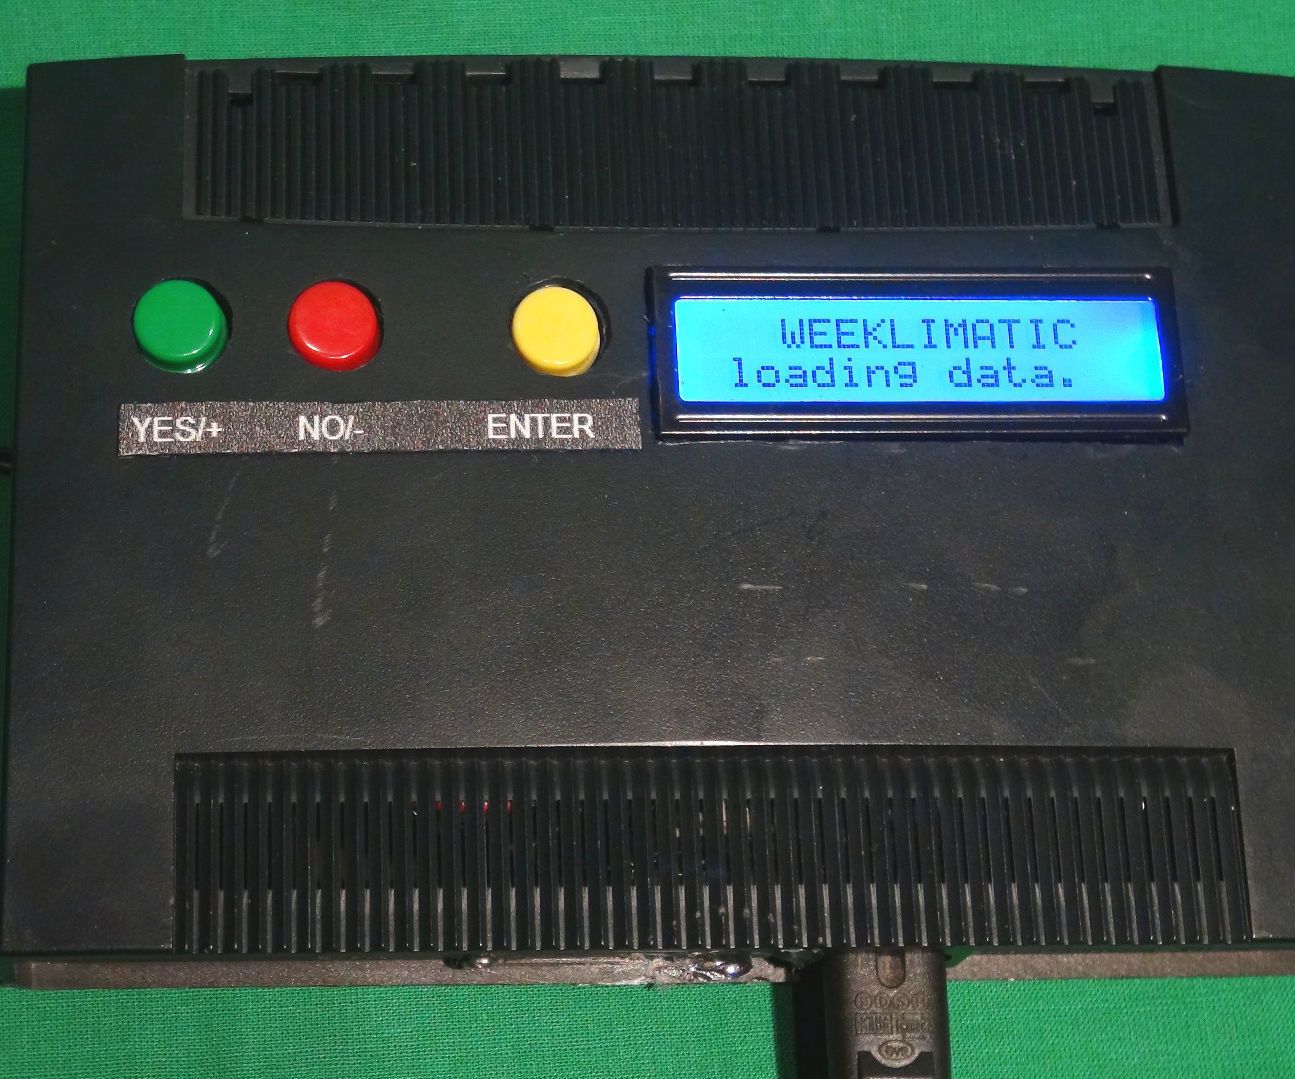 WEEKLIMATIC
loading data.
YES/+ NO/- ENTER